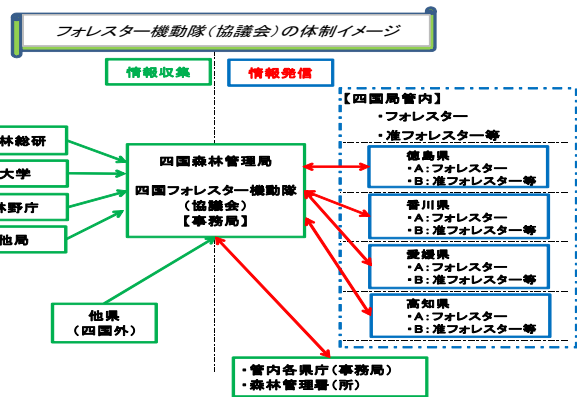 フォレスター機動隊（協議会）の体制イメージ
情報収集
情報発信
【四国局管内】
・フォレスター
・准フォレスター等
林総研
大学
林野庁
他局
四国森林管理局
四国フォレスター機動隊
（協議会）
【事務局】
徳島県
・A：フォレスター
・B：准フォレスター等
香川県
・A：フォレスター
・B：准フォレスター等
愛媛県
・A：フォレスター
・B：准フォレスター等
高知県
・A：フォレスター
・B：准フォレスター等
他県
（四国外）
・管内各県庁（事務局）
・森林管理署（所）